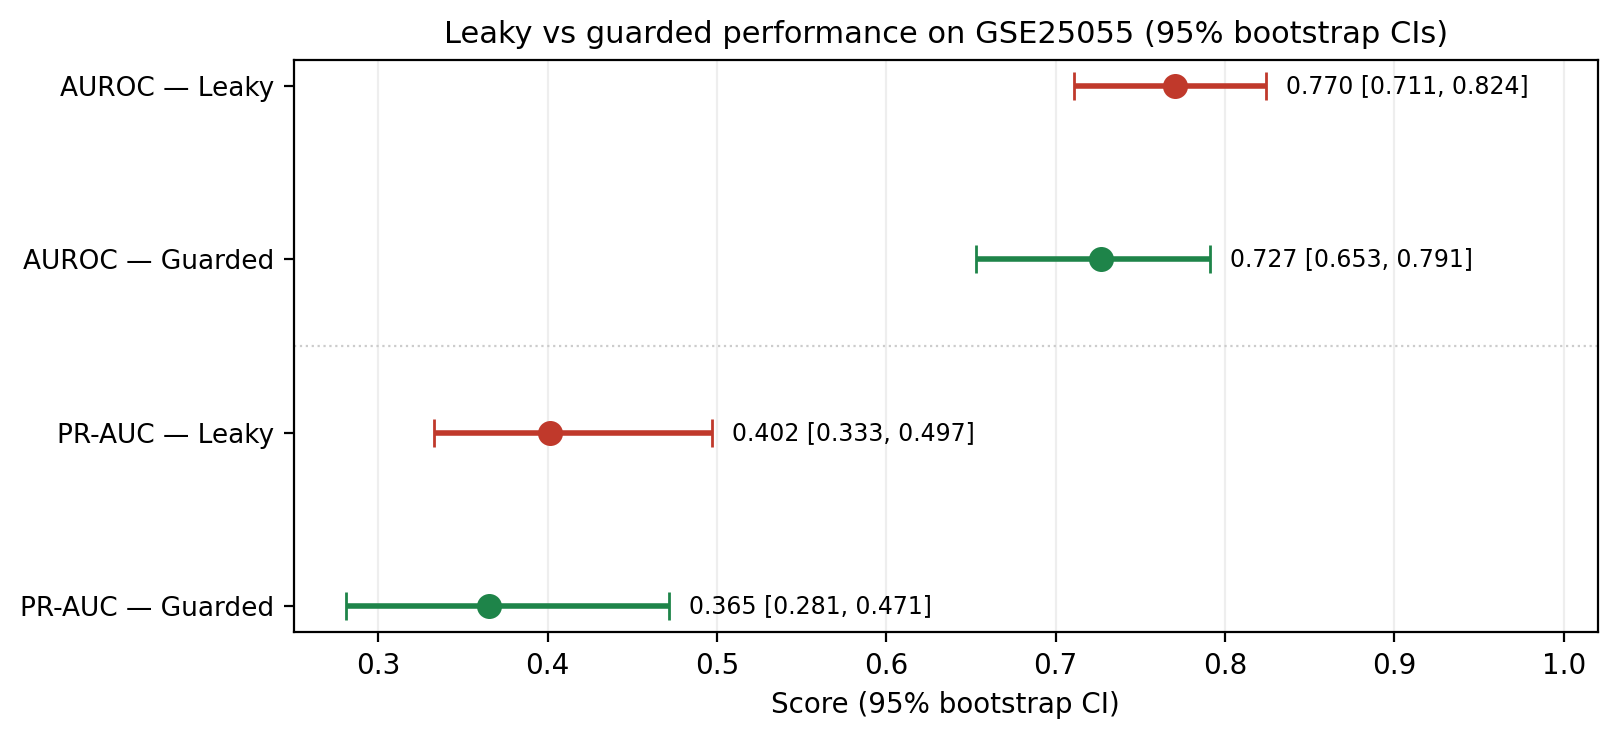 Leaky vs guarded performance on GSE25055 (95% bootstrap CIs)
AUROC — Leaky
0.770 [0.711, 0.824]
AUROC — Guarded
0.727 [0.653, 0.791]
PR-AUC — Leaky
0.402 [0.333, 0.497]
PR-AUC — Guarded
0.365 [0.281, 0.471]
0.3 0.4 0.5 0.6 0.7 0.8 0.9 1.0
Score (95% bootstrap CI)